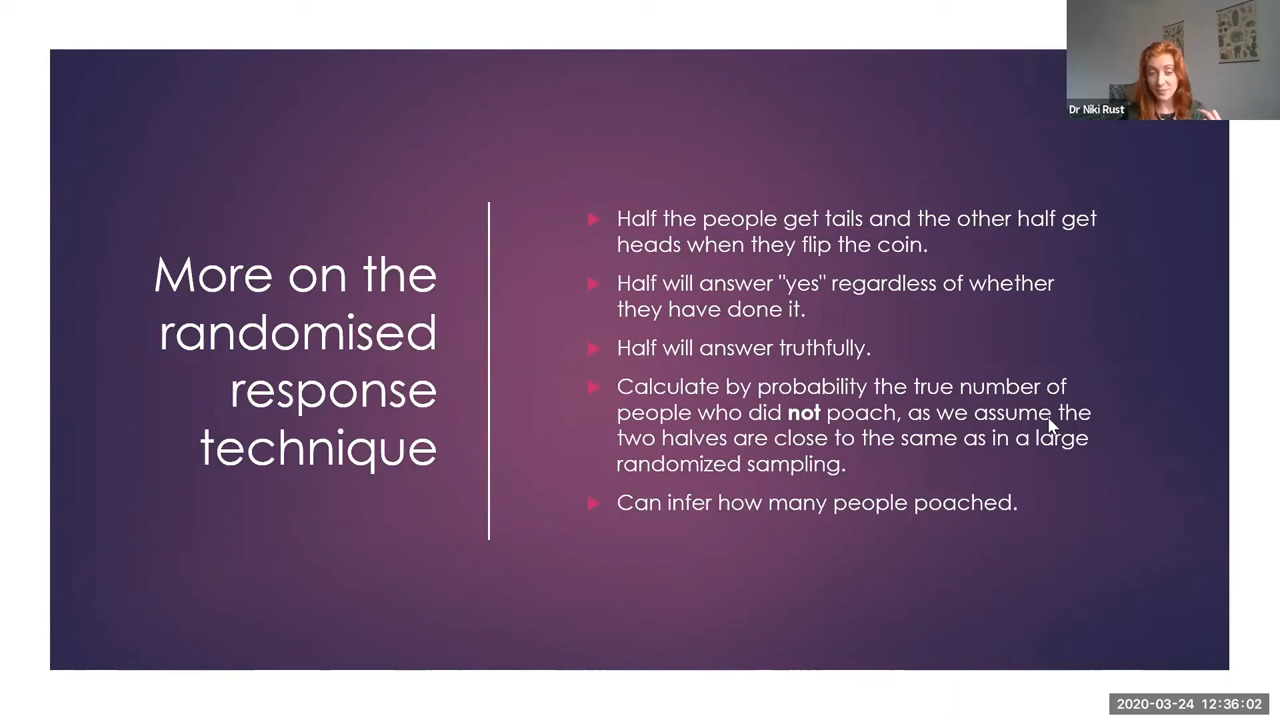 Dr Niki Rust
More on the
randomised
response
technique
Half the people get tails and the other half get
heads when they flip the coin.
Half will answer "yes" regardless of whether
they have done it.
Half will answer truthfully.
Calculate by probability the true number of
people who did not poach, as we assume the
two halves are close to the same as in a large
randomized sampling.
Can infer how many people poached.
2020-03-24 12:36:02